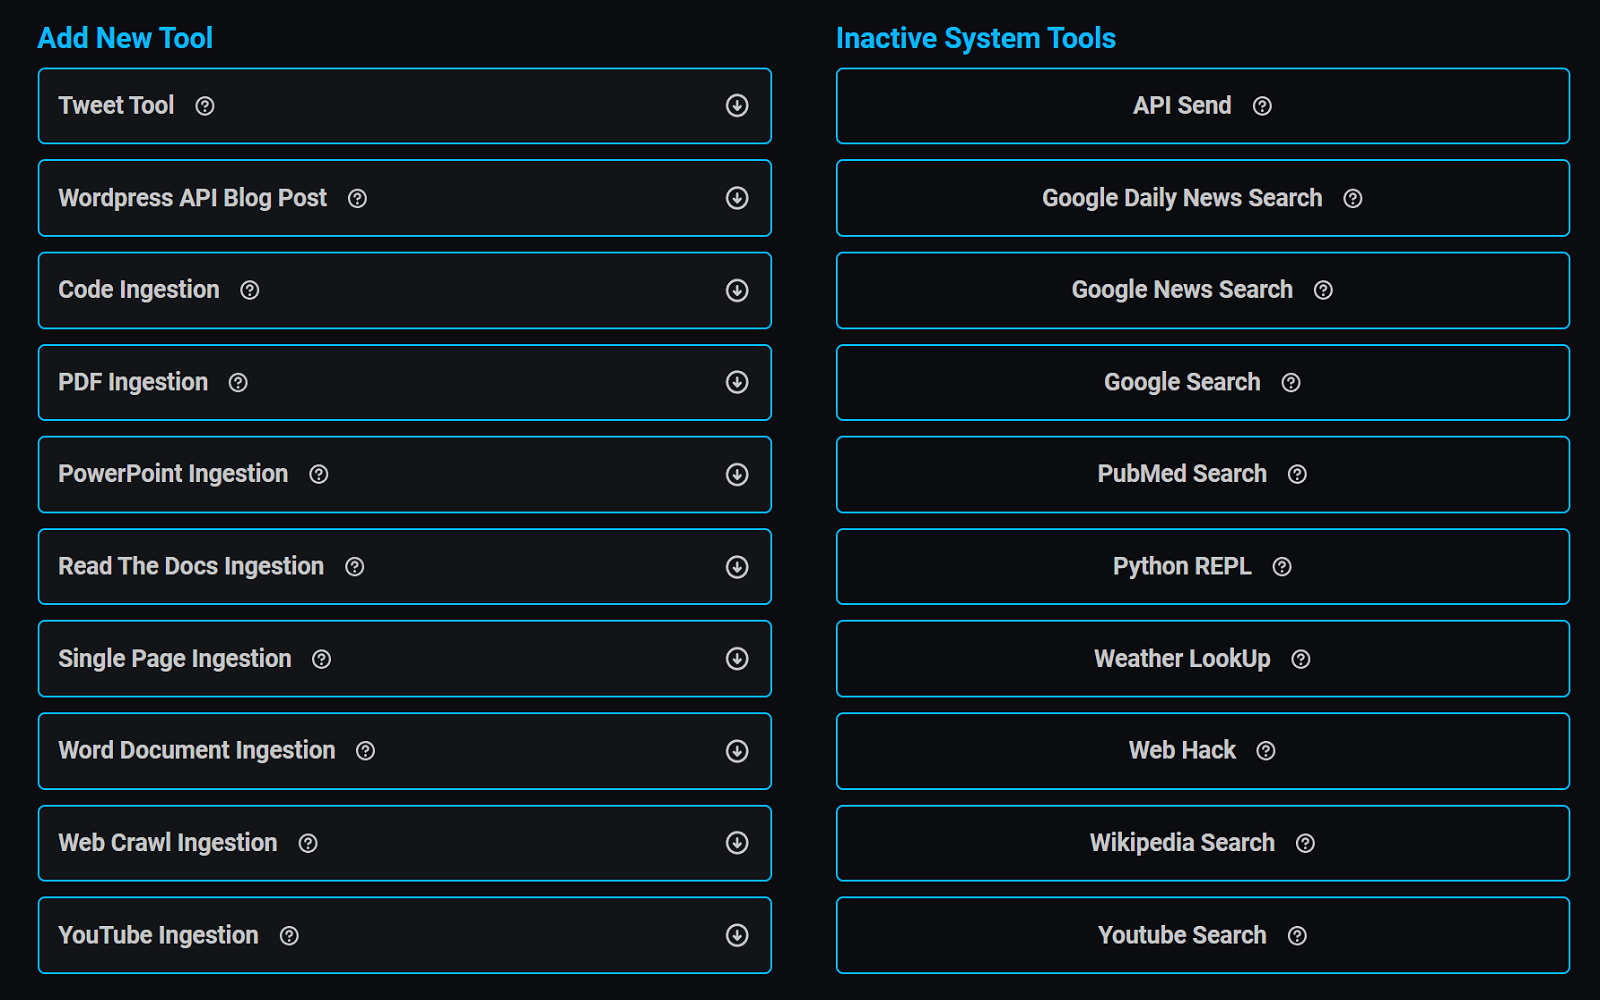 Add New Tool
Tweet Tool
Wordpress API Blog Post
Code Ingestion
PDF Ingestion
PowerPoint Ingestion
Read The Docs Ingestion
Single Page Ingestion
Word Document Ingestion
Web Crawl Ingestion
YouTube Ingestion
Inactive System Tools
API Send
Google Daily News Search
Google News Search
Google Search
PubMed Search
Python REPL
Weather LookUp
Web Hack
Wikipedia Search
Youtube Search